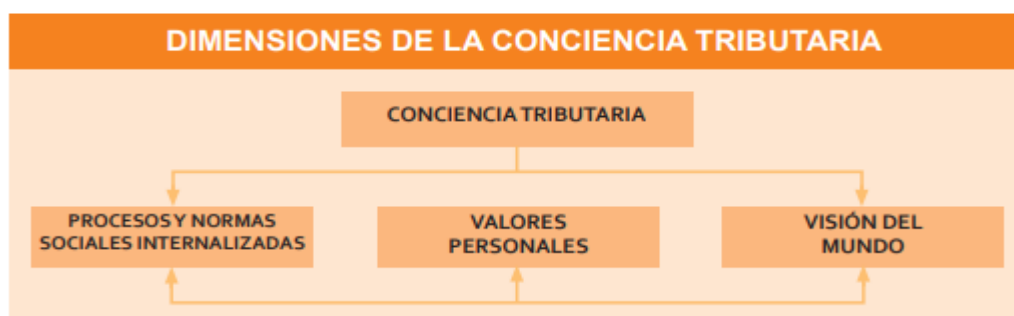 DIMENSIONES DE LA CONCIENCIA TRIBUTARIA
CONCIENCIA TRIBUTARIA
PROCESOS Y NORMAS
SOCIALES INTERNALIZADAS
VALORES
PERSONALES
VISIÓN DEL
MUNDO